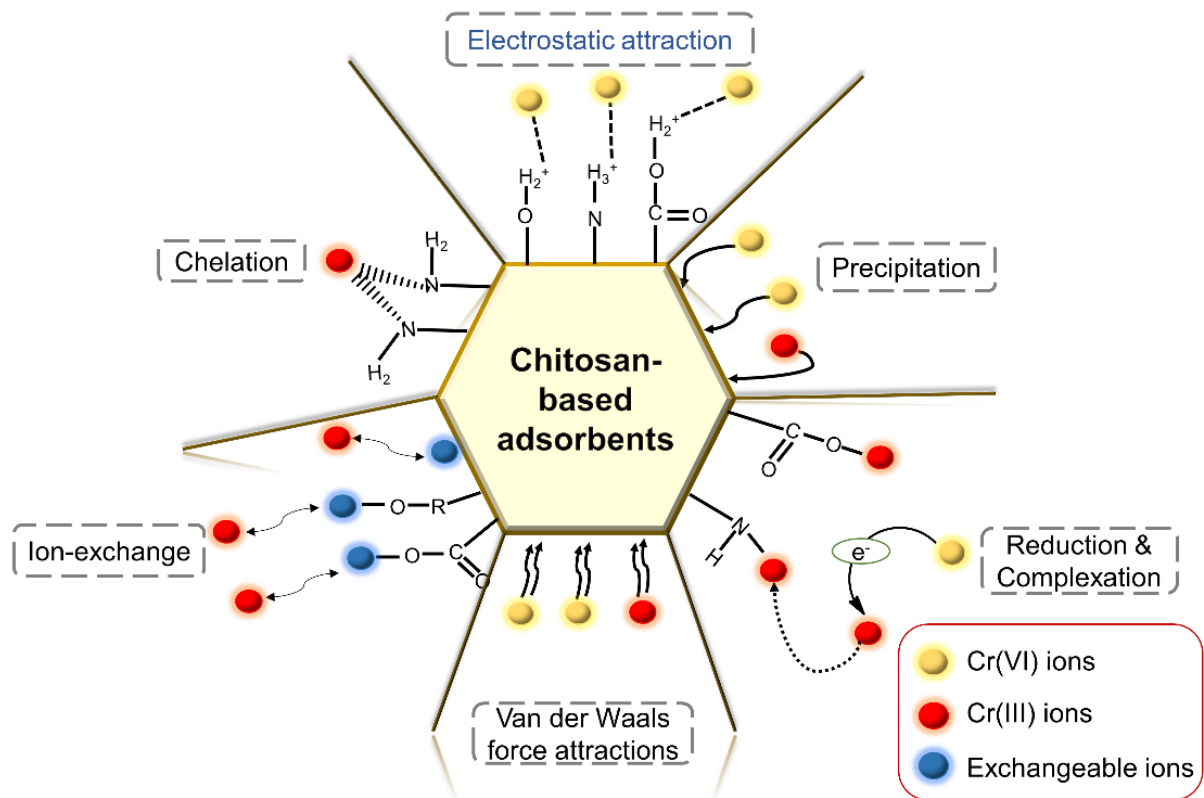 Electrostatic attraction
H2+
O
H3+
N
H2+
O
C
O
Chelation
H2
N
N
H2
Precipitation
Chitosan-
based
adsorbents
C
O
O
N
H
e-
Reduction &
Complexation
Ion-exchange
O
R
O
C
O
Van der Waals
force attractions
Cr(VI) ions
Cr(III) ions
Exchangeable ions